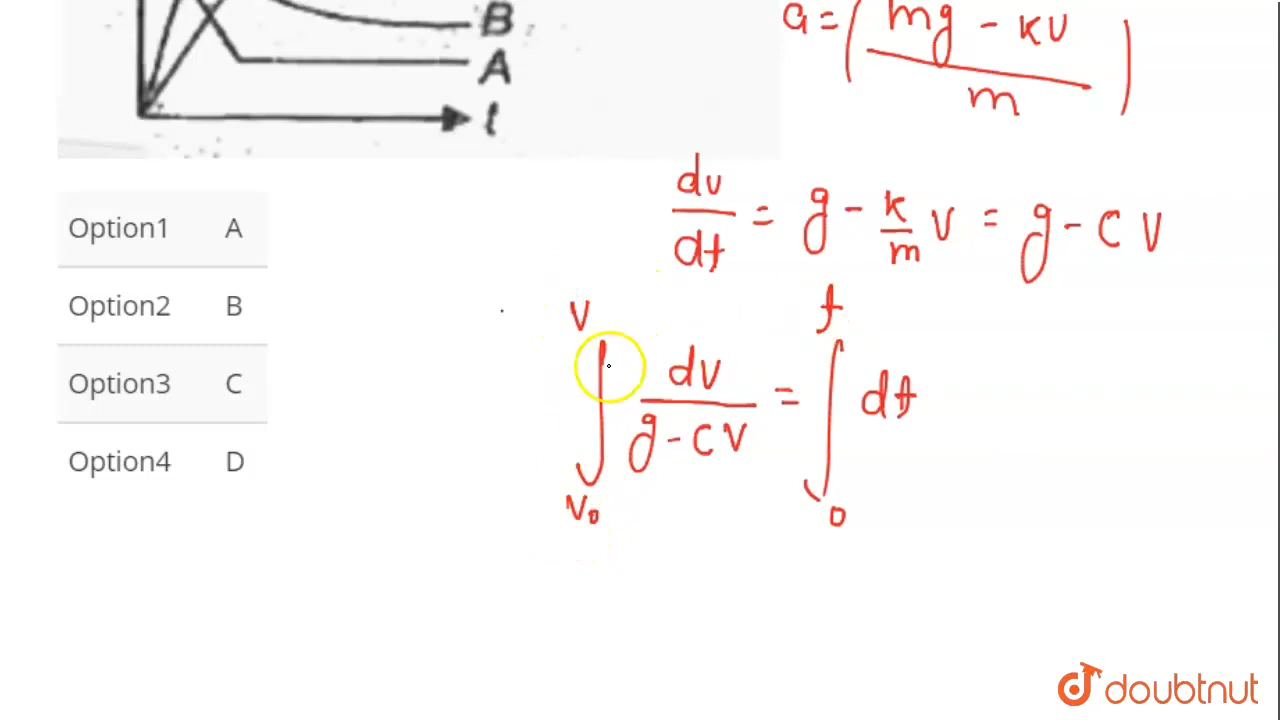 B
A
t
a = ( mg - kv / m )
dv/dt = g - k/m v = g - c v
Option1 A
Option2 B
Option3 C
Option4 D
∫_{v₀}^{v} dv/(g - cv) = ∫_{0}^{t} dt
doubtnut